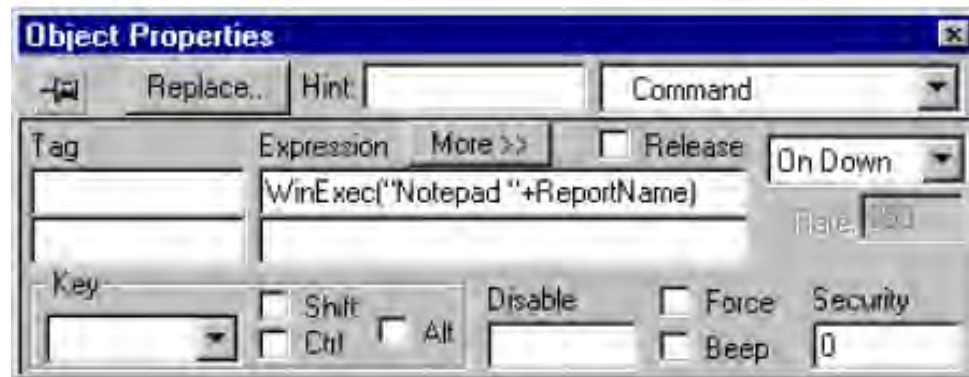 Object Properties
Replace.. Hint: Command
Tag Expression More >> Release On Down
WinExec("Notepad "+ReportName)
Rate:
Key Shift Ctrl Alt Disable Force Beep Security
0